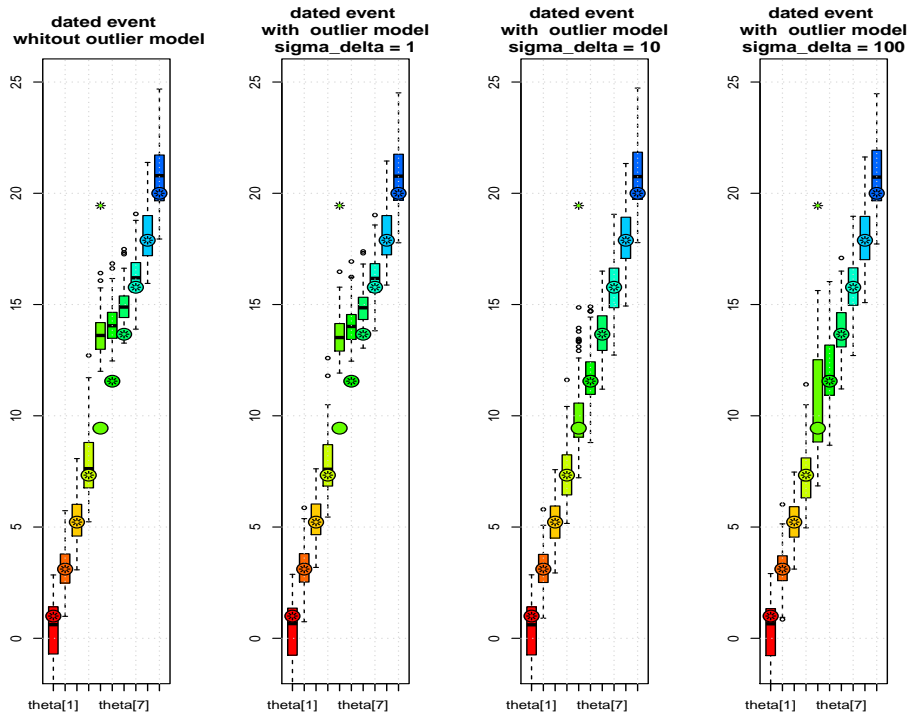 dated event
whitout outlier model
dated event
with outlier model
sigma_delta = 1
dated event
with outlier model
sigma_delta = 10
dated event
with outlier model
sigma_delta = 100
25
20
15
10
5
0
theta[1]
theta[7]
25
20
15
10
5
0
theta[1]
theta[7]
25
20
15
10
5
0
theta[1]
theta[7]
25
20
15
10
5
0
theta[1]
theta[7]